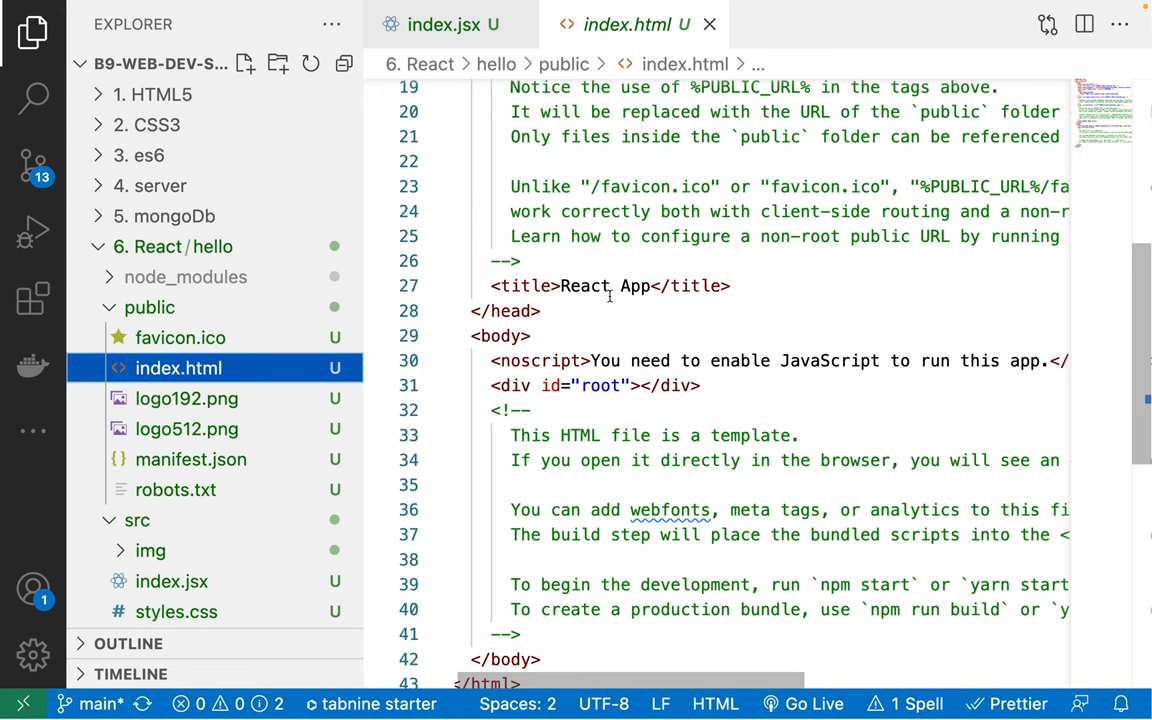 EXPLORER
B9-WEB-DEV-S...
1. HTML5
2. CSS3
3. es6
4. server
5. mongoDb
6. React/hello
node_modules
public
favicon.ico U
index.html U
logo192.png U
logo512.png U
manifest.json U
robots.txt U
src
img
index.jsx U
styles.css U
OUTLINE
TIMELINE
13
1
index.jsx U
index.html U
6. React > hello > public > index.html > ...
19 Notice the use of %PUBLIC_URL% in the tags above.
20 It will be replaced with the URL of the `public` folder
21 Only files inside the `public` folder can be referenced
22
23 Unlike "/favicon.ico" or "favicon.ico", "%PUBLIC_URL%/fa
24 work correctly both with client-side routing and a non-r
25 Learn how to configure a non-root public URL by running
26 -->
27 <title>React App</title>
28 </head>
29 <body>
30 <noscript>You need to enable JavaScript to run this app.</
31 <div id="root"></div>
32 <!--
33 This HTML file is a template.
34 If you open it directly in the browser, you will see an
35
36 You can add webfonts, meta tags, or analytics to this fi
37 The build step will place the bundled scripts into the <
38
39 To begin the development, run `npm start` or `yarn start
40 To create a production bundle, use `npm run build` or `y
41 -->
42 </body>
43 </html>
main* 0 0 2 tabnine starter Spaces: 2 UTF-8 LF HTML Go Live 1 Spell Prettier